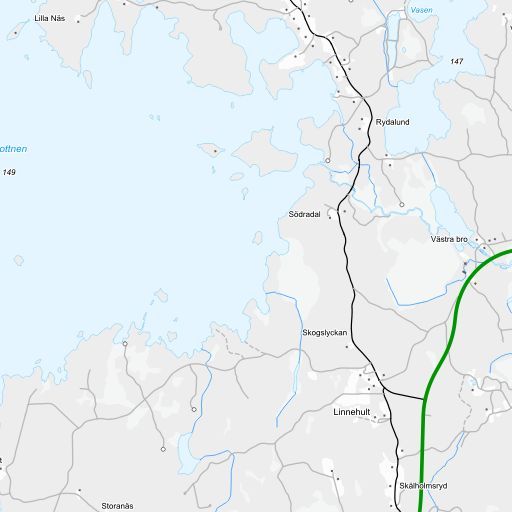 Lilla Näs
Vasen
147
Rydalund
ottnen
149
Södradal
Västra bro
Skogslyckan
Linnehult
t
Skälholmsryd
Storanäs